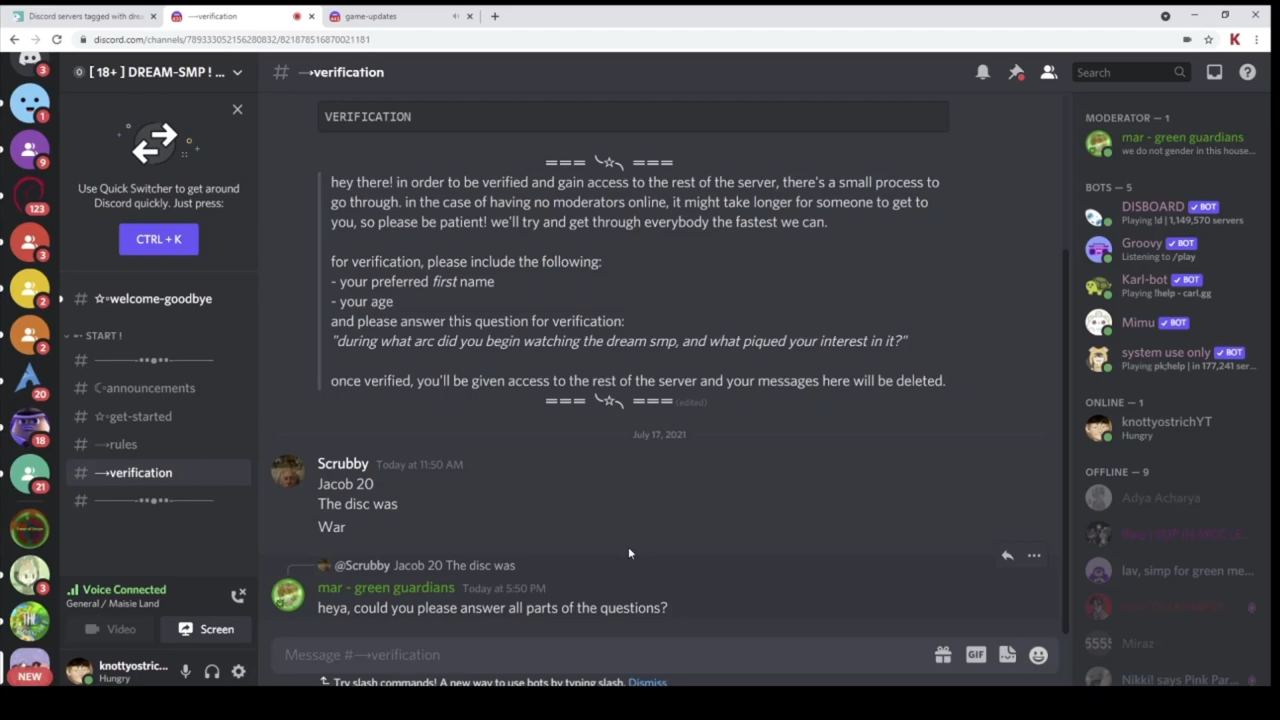 Discord servers tagged with drea
→verification
game-updates
discord.com/channels/789333052156280832/821878516870021181
[ 18+ ] DREAM-SMP ! ...
→verification
Search
3
1
9
123
3
2
2
20
18
21
3
NEW
Use Quick Switcher to get around
Discord quickly. Just press:
CTRL + K
☆◦welcome-goodbye
START !
☾announcements
☆◦get-started
→rules
→verification
Voice Connected
General / Maisie Land
Video
Screen
knottyostric...
Hungry
VERIFICATION
=== ╰☆╮ ===
hey there! in order to be verified and gain access to the rest of the server, there's a small process to
go through. in the case of having no moderators online, it might take longer for someone to get to
you, so please be patient! we'll try and get through everybody the fastest we can.
for verification, please include the following:
- your preferred first name
- your age
and please answer this question for verification:
"during what arc did you begin watching the dream smp, and what piqued your interest in it?"
once verified, you'll be given access to the rest of the server and your messages here will be deleted.
=== ╰☆╮ === (edited)
July 17, 2021
Scrubby Today at 11:50 AM
Jacob 20
The disc was
War
@Scrubby Jacob 20 The disc was
mar - green guardians Today at 5:50 PM
heya, could you please answer all parts of the questions?
Message #→verification
GIF
Try slash commands! A new way to use bots by typing slash. Dismiss
MODERATOR — 1
mar - green guardians
we do not gender in this house...
BOTS — 5
DISBOARD ✓ BOT
Playing !d | 1,149,570 servers
Groovy ✓ BOT
Listening to /play
Karl-bot ✓ BOT
Playing !help - carl.gg
Mimu ✓ BOT
system use only ✓ BOT
Playing pk;help | in 177,241 ser...
ONLINE — 1
knottyostrichYT
Hungry
OFFLINE — 9
Adya Acharya
lav, simp for green me...
Miraz
Nikki! says Pink Par...